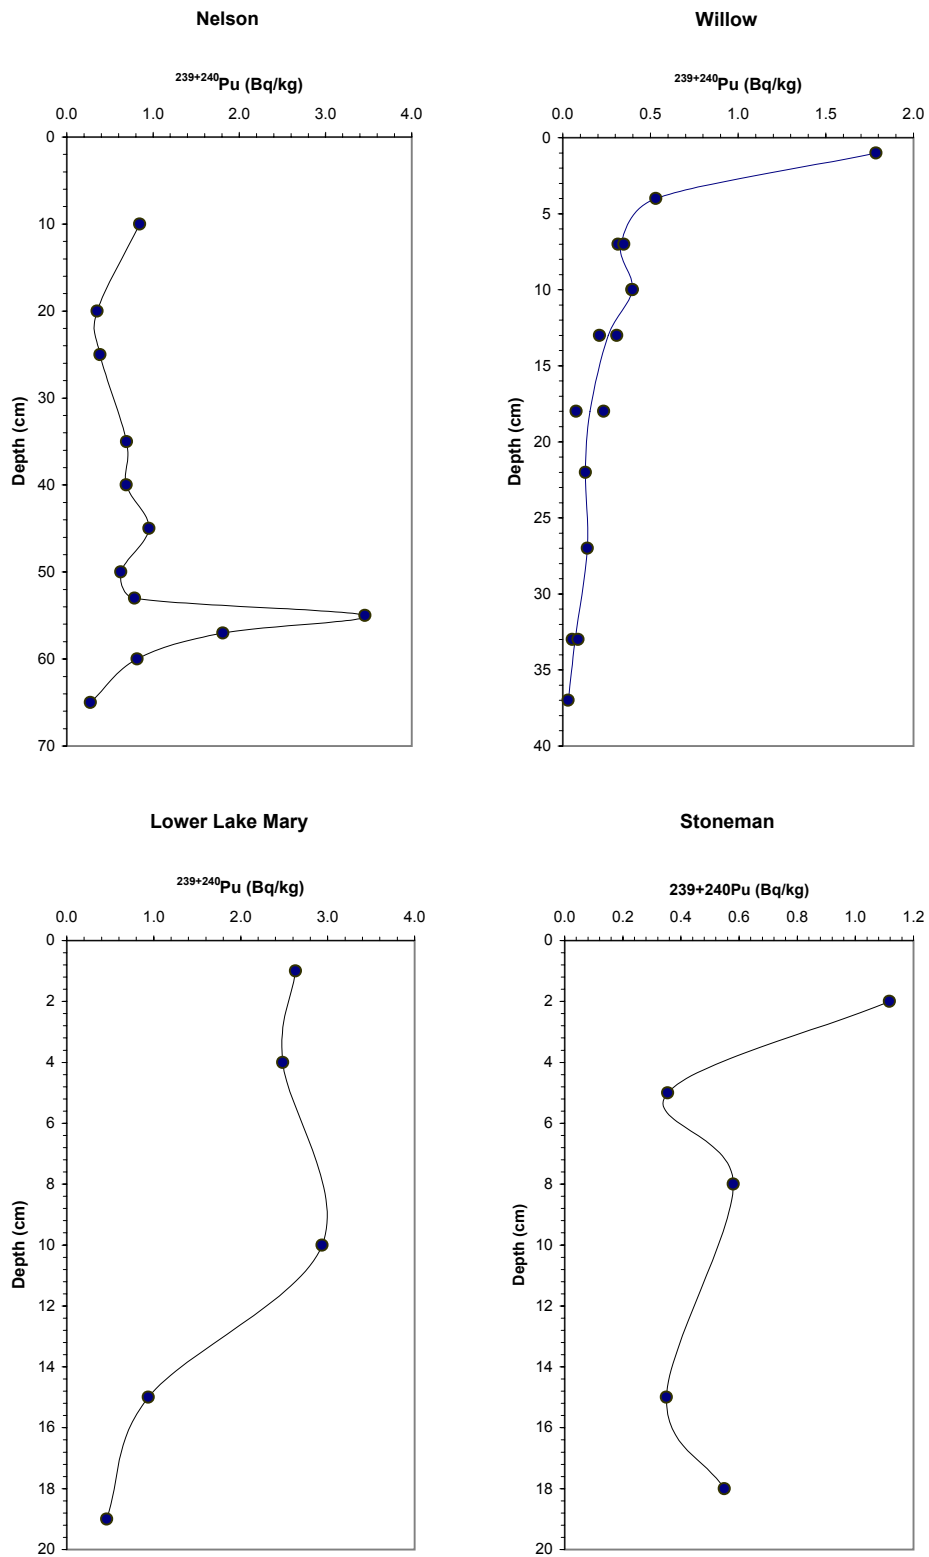 Nelson
239+240Pu (Bq/kg)
0.0 1.0 2.0 3.0 4.0
0
10
20
30
40
50
60
70
Depth (cm)
Willow
239+240Pu (Bq/kg)
0.0 0.5 1.0 1.5 2.0
0
5
10
15
20
25
30
35
40
Depth (cm)
Lower Lake Mary
239+240Pu (Bq/kg)
0.0 1.0 2.0 3.0 4.0
0
2
4
6
8
10
12
14
16
18
20
Depth (cm)
Stoneman
239+240Pu (Bq/kg)
0.0 0.2 0.4 0.6 0.8 1.0 1.2
0
2
4
6
8
10
12
14
16
18
20
Depth (cm)